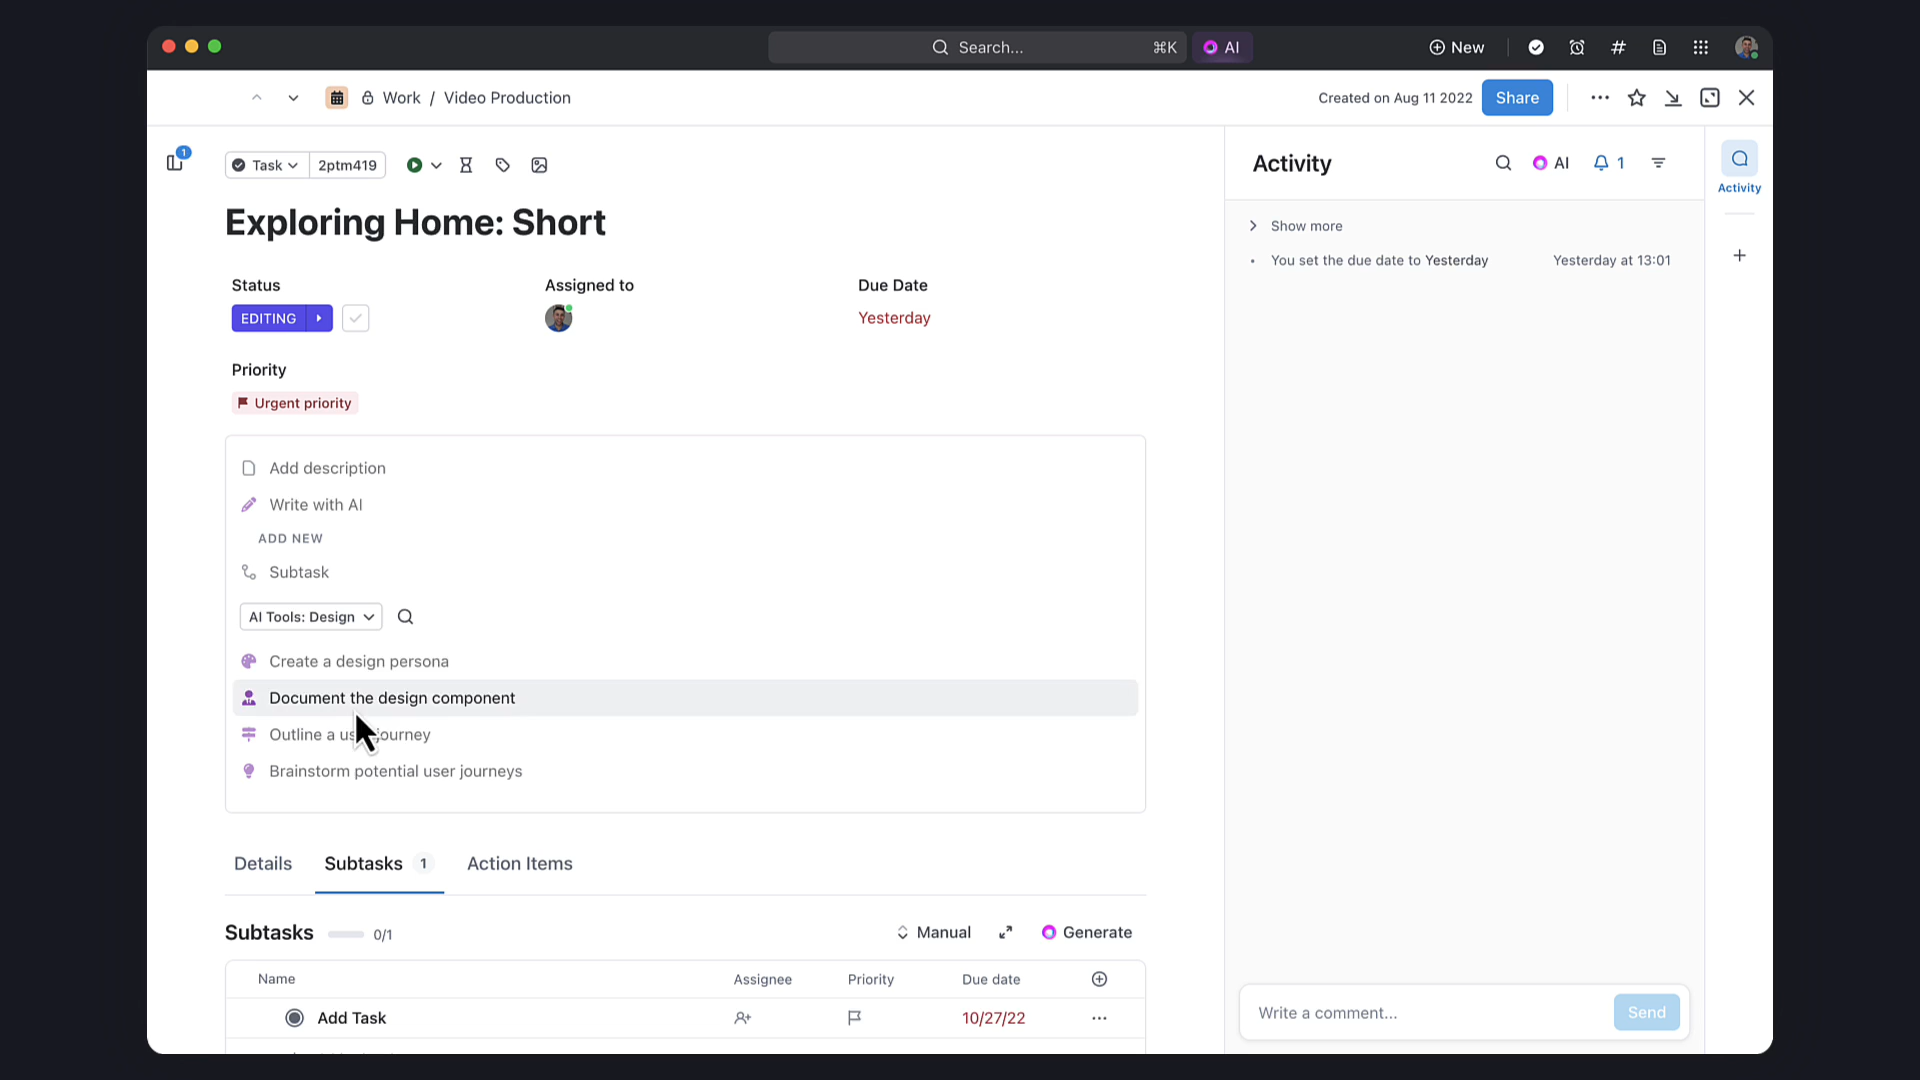 Search... ⌘K AI New
Work / Video Production
Created on Aug 11 2022 Share
1
Task 2ptm419
Exploring Home: Short
Status Assigned to Due Date
EDITING Yesterday
Priority
Urgent priority
Add description
Write with AI
ADD NEW
Subtask
AI Tools: Design
Create a design persona
Document the design component
Outline a journey
Brainstorm potential user journeys
Details Subtasks 1 Action Items
Subtasks 0/1 Manual Generate
Name Assignee Priority Due date
Add Task 10/27/22
Activity AI 1
Show more
You set the due date to Yesterday Yesterday at 13:01
Write a comment... Send
Activity